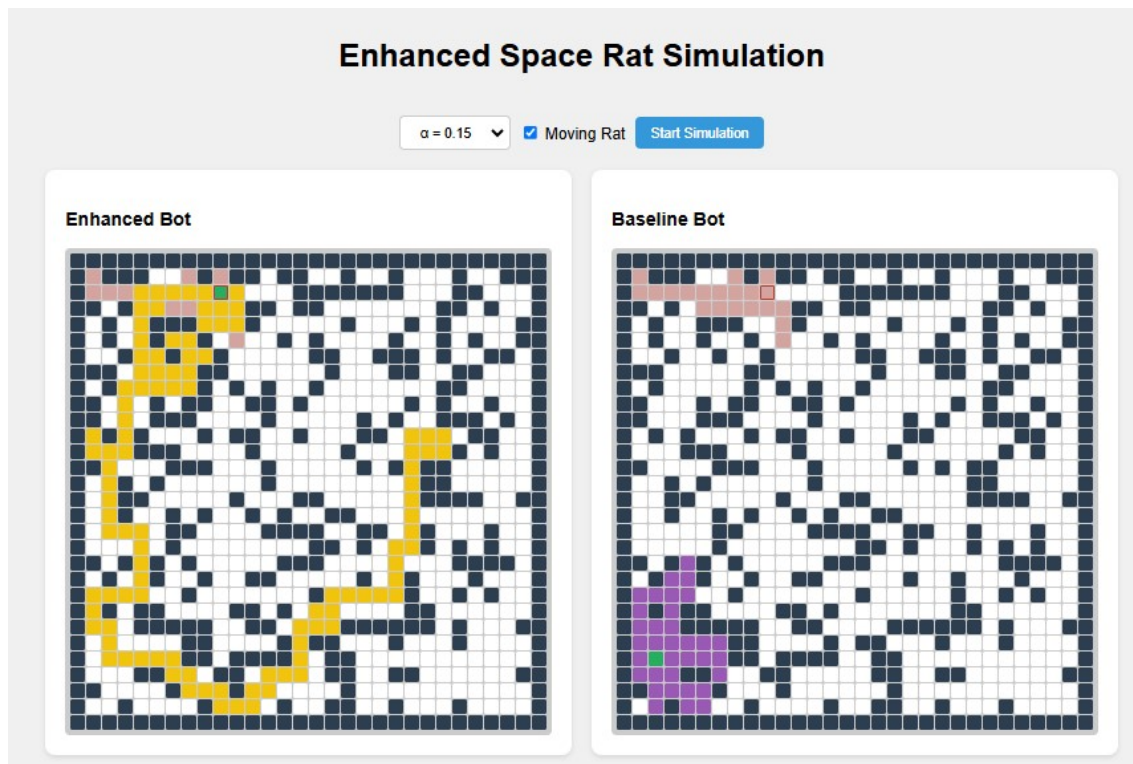 Enhanced Space Rat Simulation
α = 0.15 Moving Rat Start Simulation
Enhanced Bot
Baseline Bot